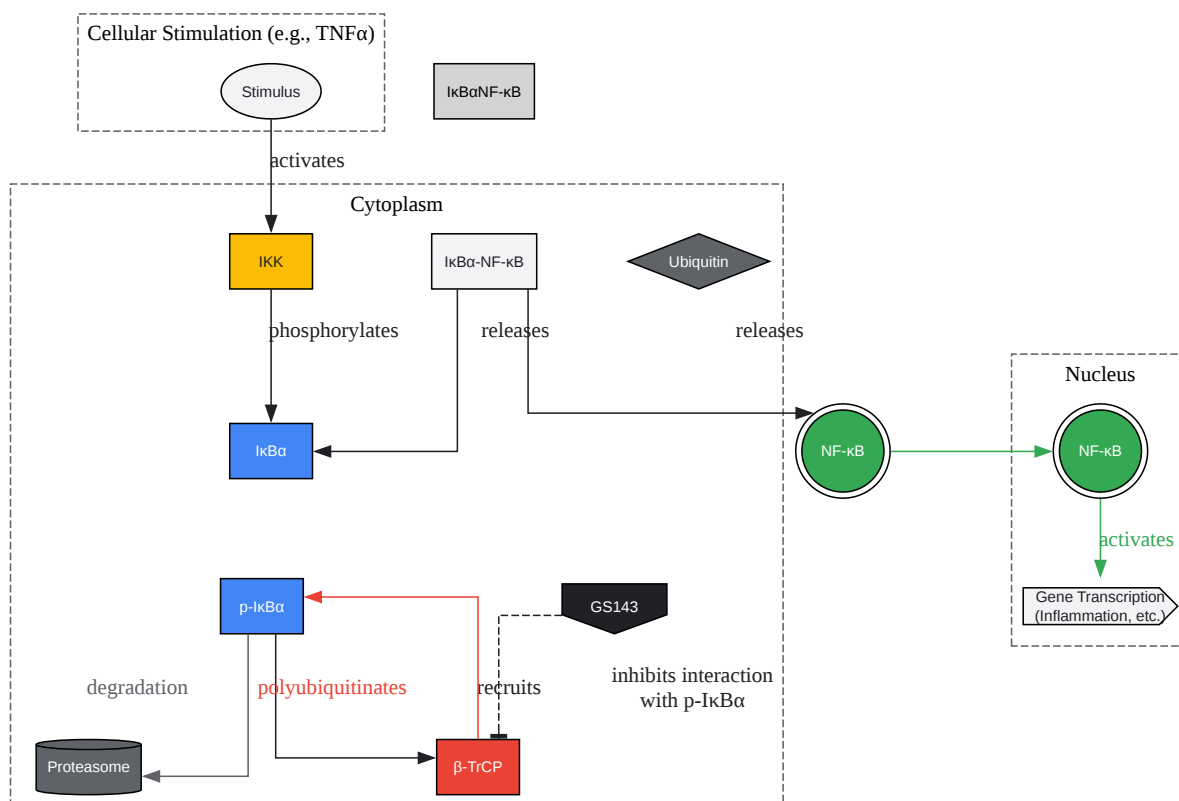 Cellular Stimulation (e.g., TNFα)
Stimulus
IκBαNF-κB
activates
Cytoplasm
IKK
IκBα-NF-κB
Ubiquitin
phosphorylates
releases
releases
Nucleus
IκBα
NF-κB
NF-κB
activates
p-IκBα
GS143
Gene Transcription
(Inflammation, etc.)
degradation
polyubiquitinates
recruits
inhibits interaction
with p-IκBα
Proteasome
β-TrCP